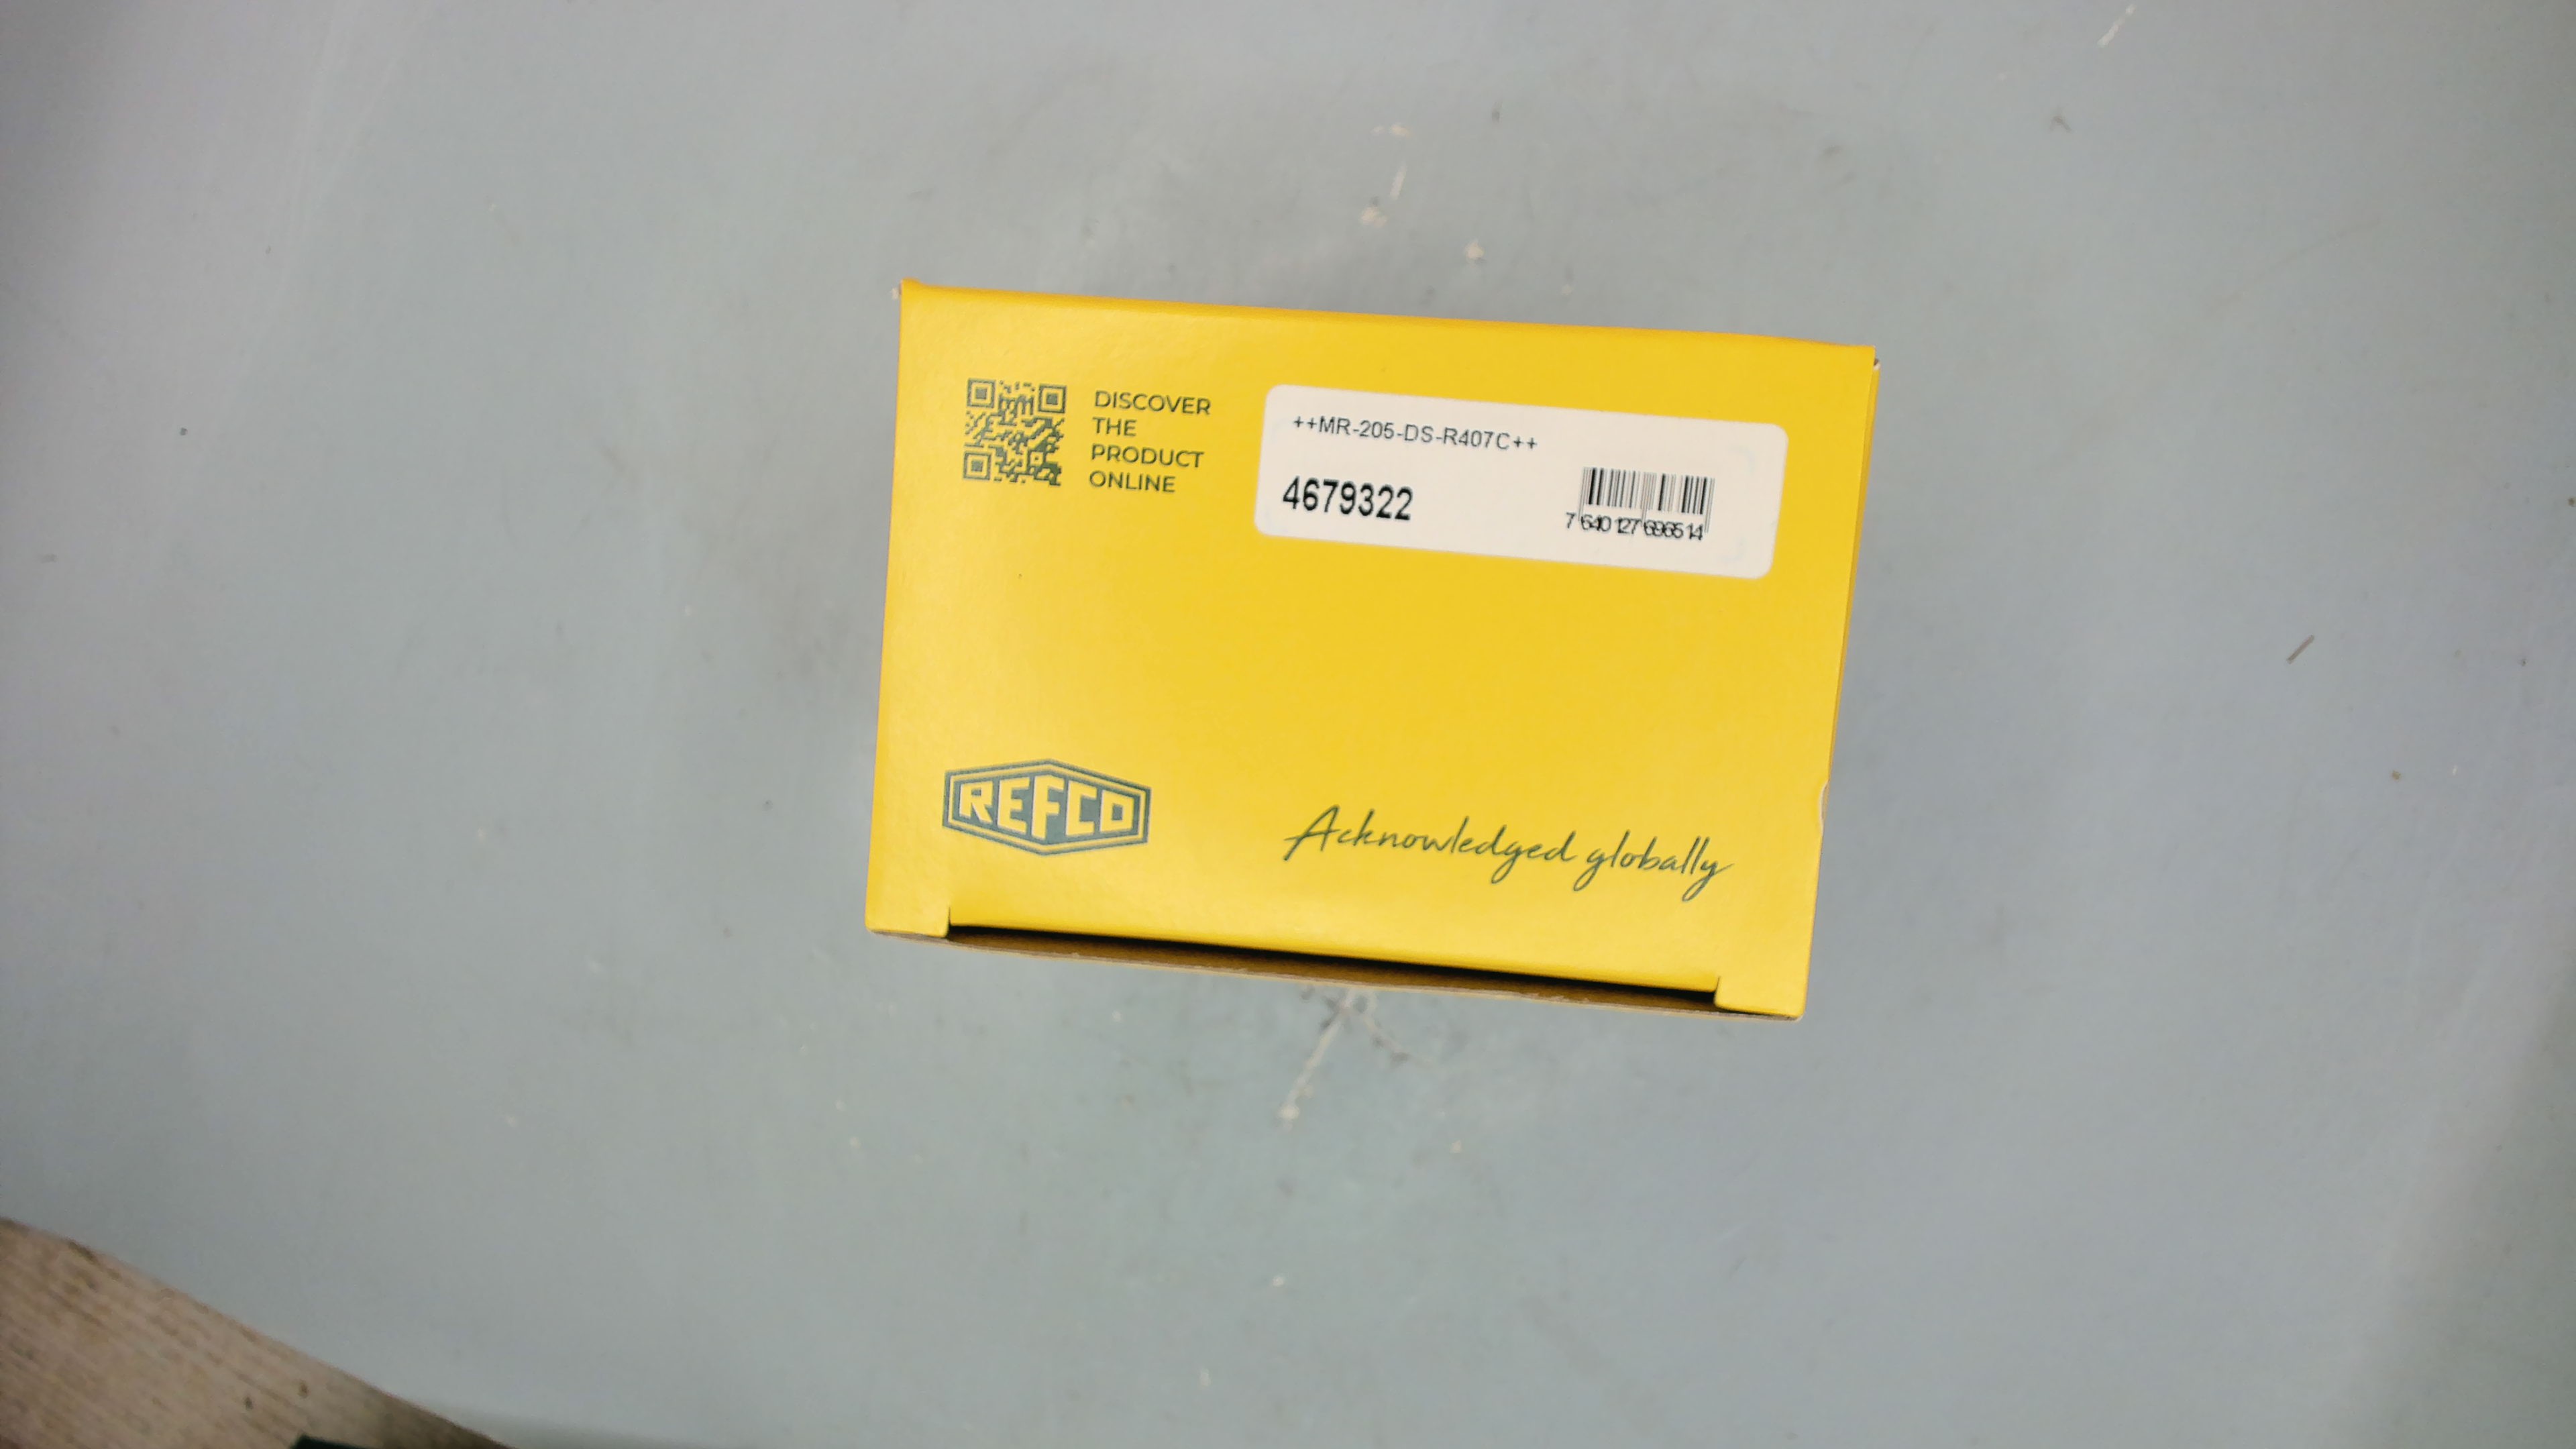 DISCOVER
THE
PRODUCT
ONLINE
++MR-205-DS-R407C++
4679322
7 640127 696514
REFCO
Acknowledged globally